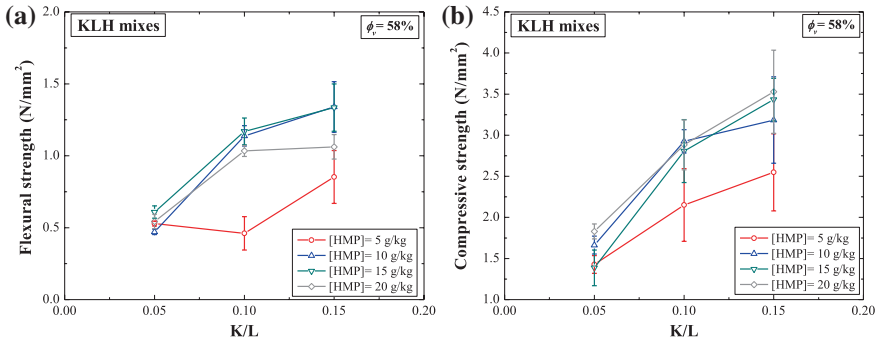 (a)
KLH mixes
ϕv = 58%
Flexural strength (N/mm²)
2.0
1.5
1.0
0.5
0.0
[HMP]= 5 g/kg
[HMP]= 10 g/kg
[HMP]= 15 g/kg
[HMP]= 20 g/kg
0.00 0.05 0.10 0.15 0.20
K/L
(b)
KLH mixes
ϕv = 58%
Compressive strength (N/mm²)
4.5
4.0
3.5
3.0
2.5
2.0
1.5
1.0
[HMP]= 5 g/kg
[HMP]= 10 g/kg
[HMP]= 15 g/kg
[HMP]= 20 g/kg
0.00 0.05 0.10 0.15 0.20
K/L